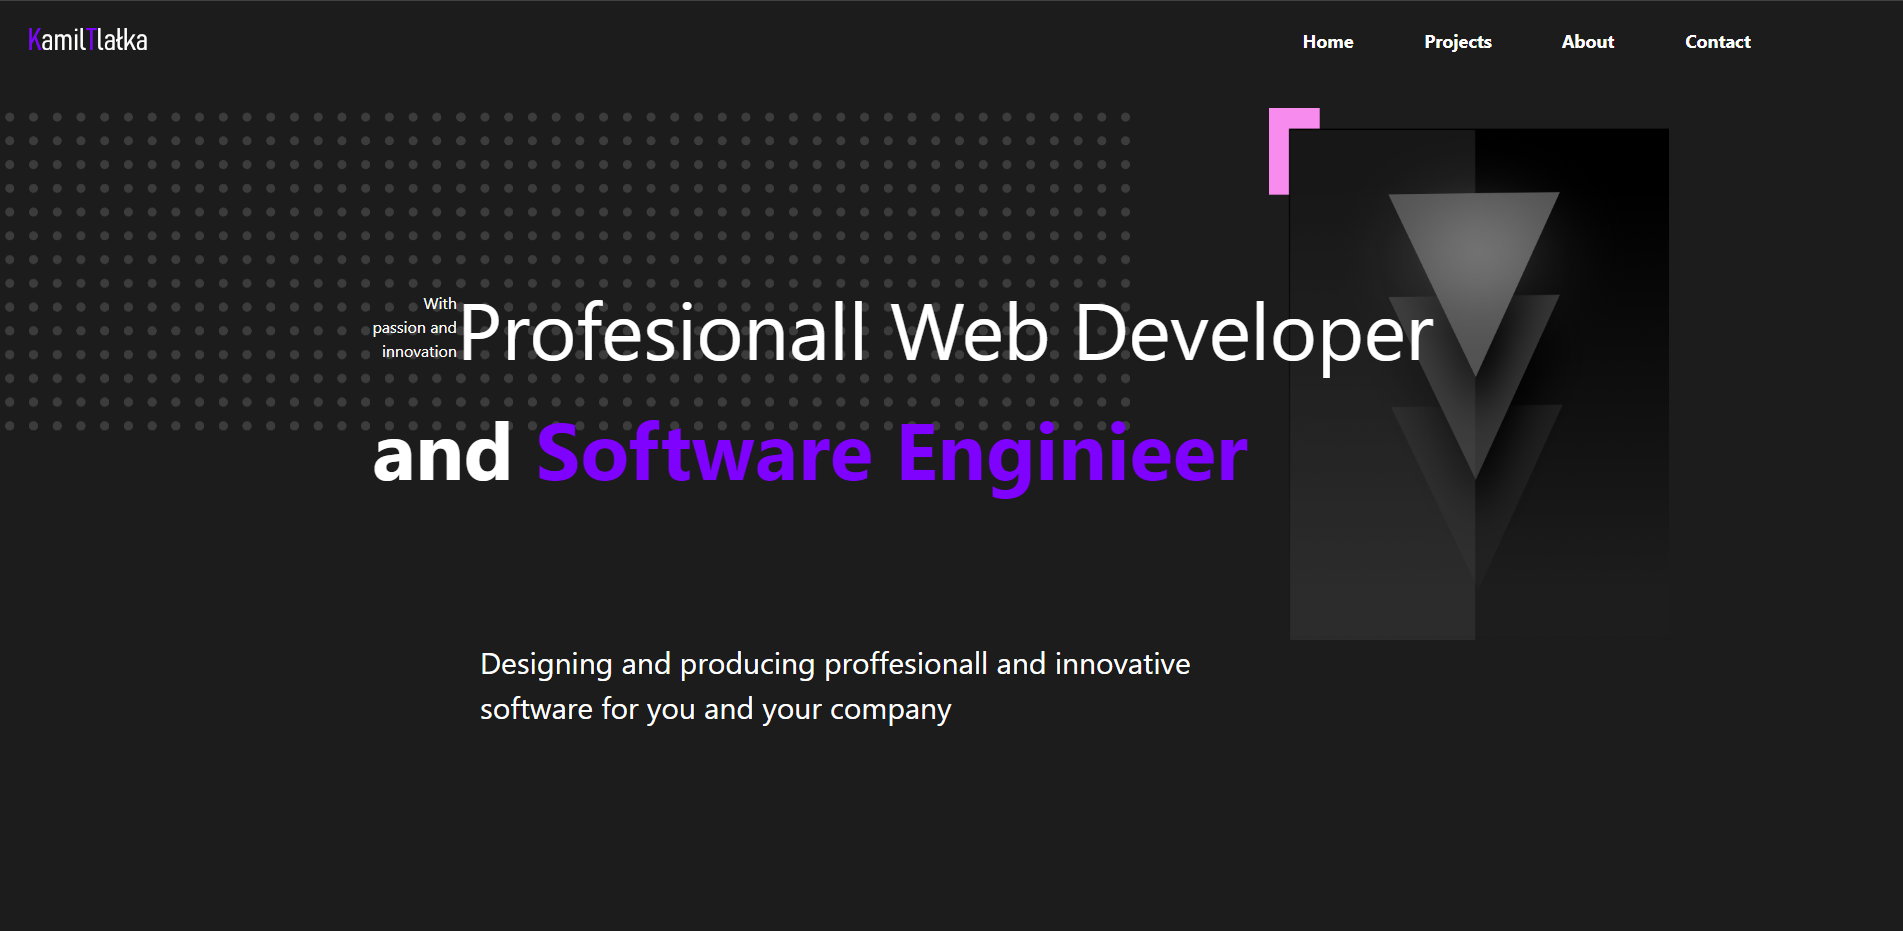 KamilTlałka
Home Projects About Contact
With
passion and
innovation
Profesionall Web Developer
and Software Enginieer
Designing and producing proffesionall and innovative
software for you and your company